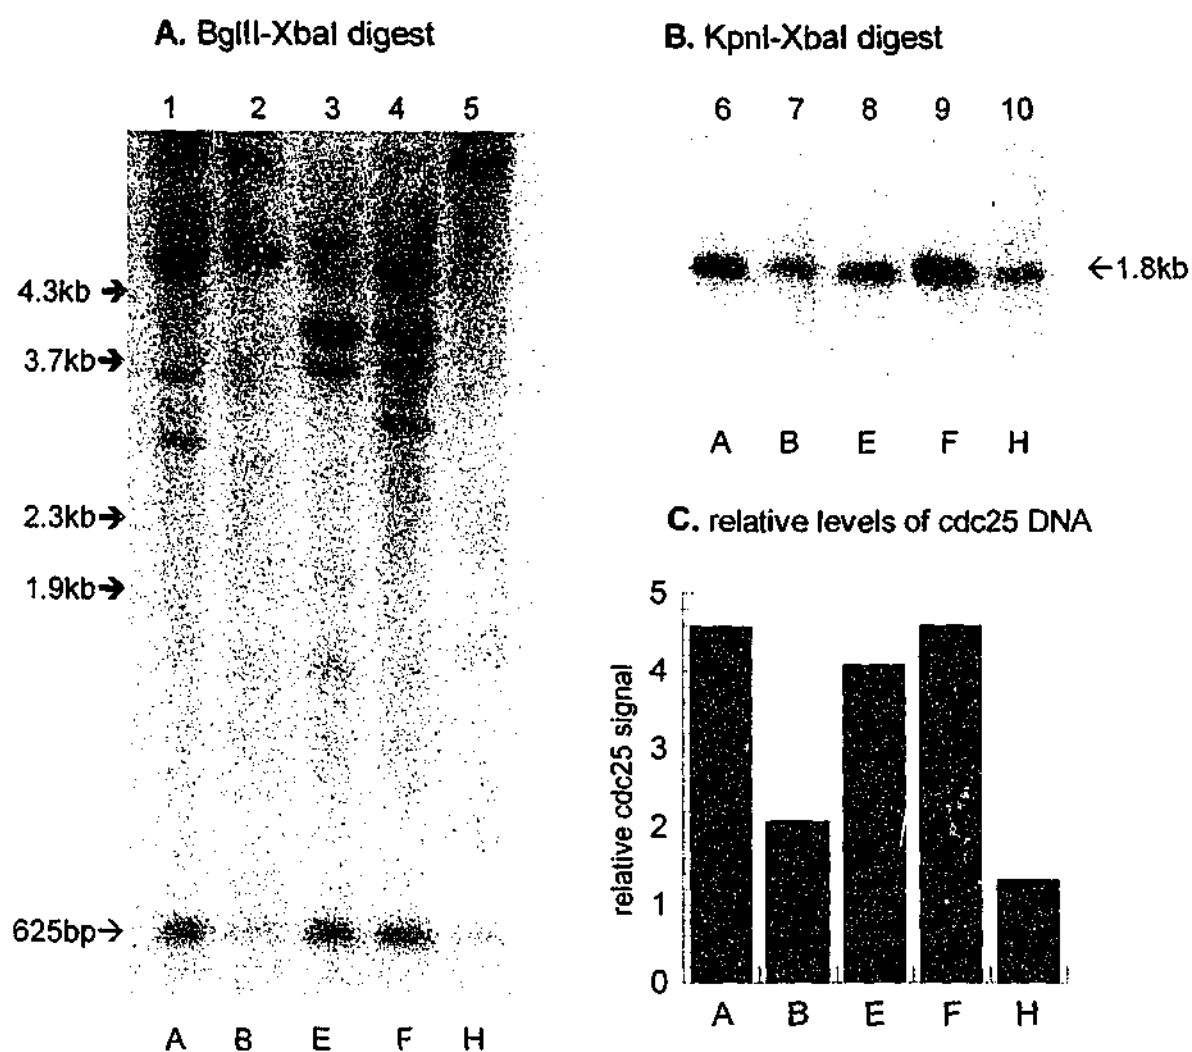 A. BglII-XbaI digest
1 2 3 4 5
4.3kb →
3.7kb→
2.3kb→
1.9kb→
625bp→
A B E F H
B. KpnI-XbaI digest
6 7 8 9 10
←1.8kb
A B E F H
C. relative levels of cdc25 DNA
relative cdc25 signal
5
4
3
2
1
0
A B E F H